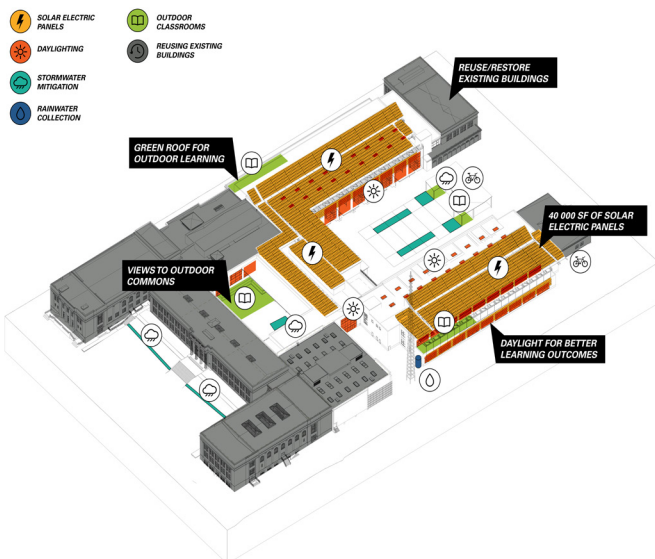 SOLAR ELECTRIC
PANELS
DAYLIGHTING
STORMWATER
MITIGATION
RAINWATER
COLLECTION
OUTDOOR
CLASSROOMS
REUSING EXISTING
BUILDINGS
REUSE/RESTORE
EXISTING BUILDINGS
GREEN ROOF FOR
OUTDOOR LEARNING
40 000 SF OF SOLAR
ELECTRIC PANELS
VIEWS TO OUTDOOR
COMMONS
DAYLIGHT FOR BETTER
LEARNING OUTCOMES